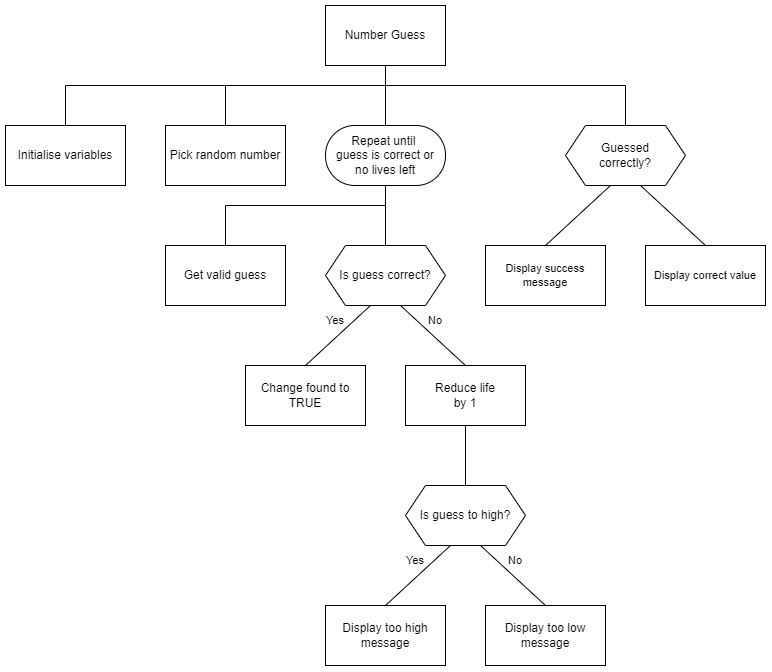 Number Guess
Initialise variables
Pick random number
Repeat until
guess is correct or
no lives left
Guessed
correctly?
Get valid guess
Is guess correct?
Display success
message
Display correct value
Yes
No
Change found to
TRUE
Reduce life
by 1
Is guess to high?
Yes
No
Display too high
message
Display too low
message